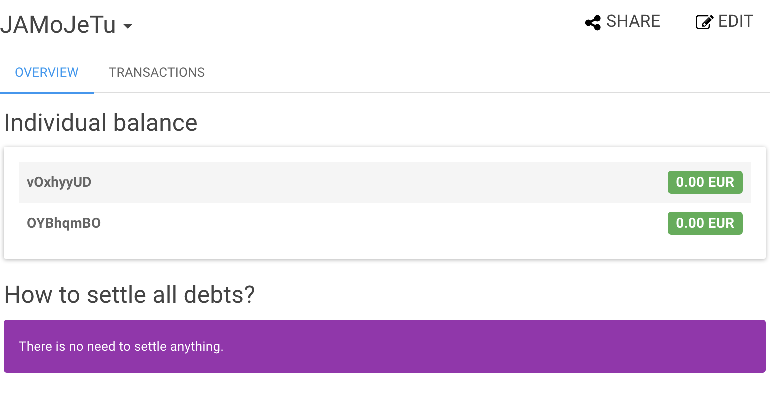 JAMoJeTu
SHARE
EDIT
OVERVIEW
TRANSACTIONS
Individual balance
vOxhyyUD 0.00 EUR
OYBhqmBO 0.00 EUR
How to settle all debts?
There is no need to settle anything.